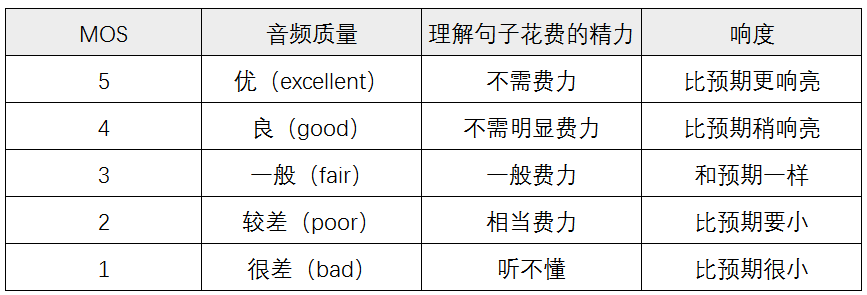 MOS 音频质量 理解句子花费的精力 响度
5 优（excellent） 不需费力 比预期更响亮
4 良（good） 不需明显费力 比预期稍响亮
3 一般（fair） 一般费力 和预期一样
2 较差（poor） 相当费力 比预期要小
1 很差（bad） 听不懂 比预期很小